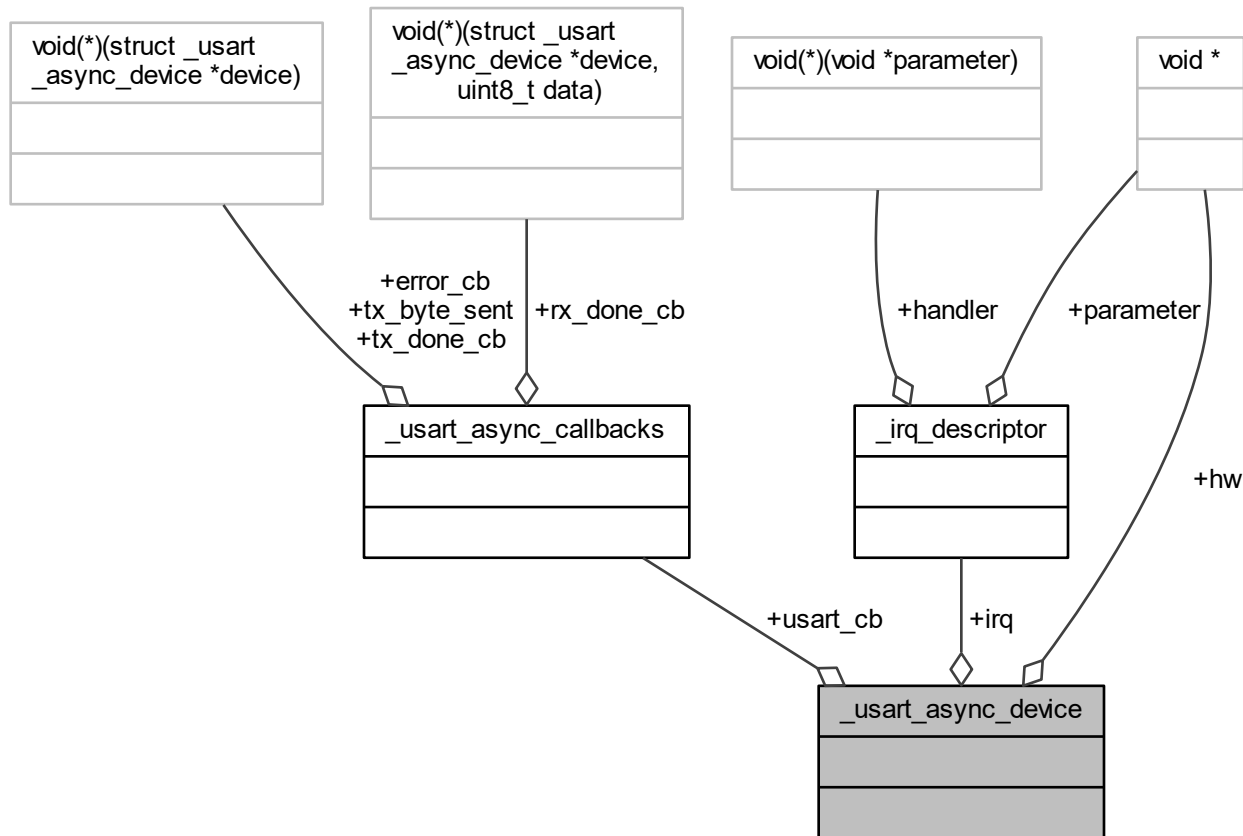 void(*)(struct _usart
_async_device *device)
void(*)(struct _usart
_async_device *device,
uint8_t data)
void(*)(void *parameter)
void *
+error_cb
+tx_byte_sent
+tx_done_cb
+rx_done_cb
+handler
+parameter
_usart_async_callbacks
_irq_descriptor
+hw
+usart_cb
+irq
_usart_async_device